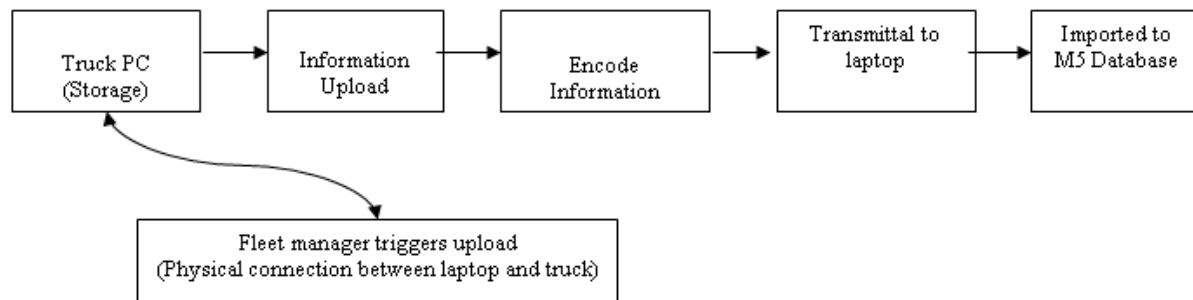 Truck PC
(Storage)
Information
Upload
Encode
Information
Transmittal to
laptop
Imported to
M5 Database
Fleet manager triggers upload
(Physical connection between laptop and truck)